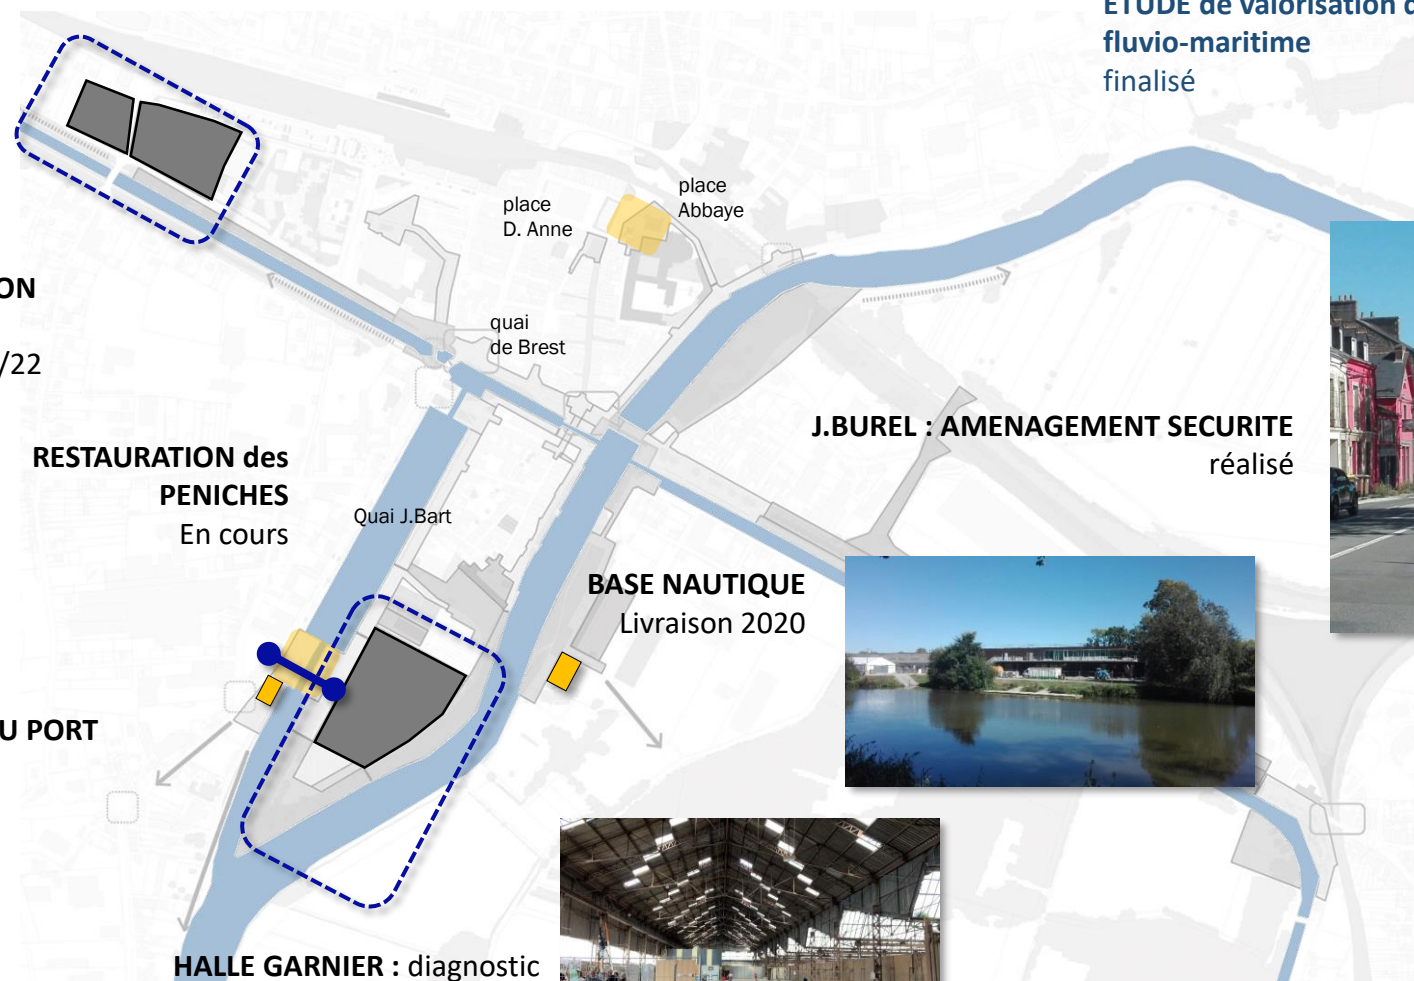 ETUDE de valorisation d
fluvio-maritime
finalisé
place
Abbaye
place
D. Anne
ON
quai
de Brest
/22
J.BUREL : AMENAGEMENT SECURITE
réalisé
RESTAURATION des
PENICHES
En cours
Quai J.Bart
BASE NAUTIQUE
Livraison 2020
U PORT
HALLE GARNIER : diagnostic